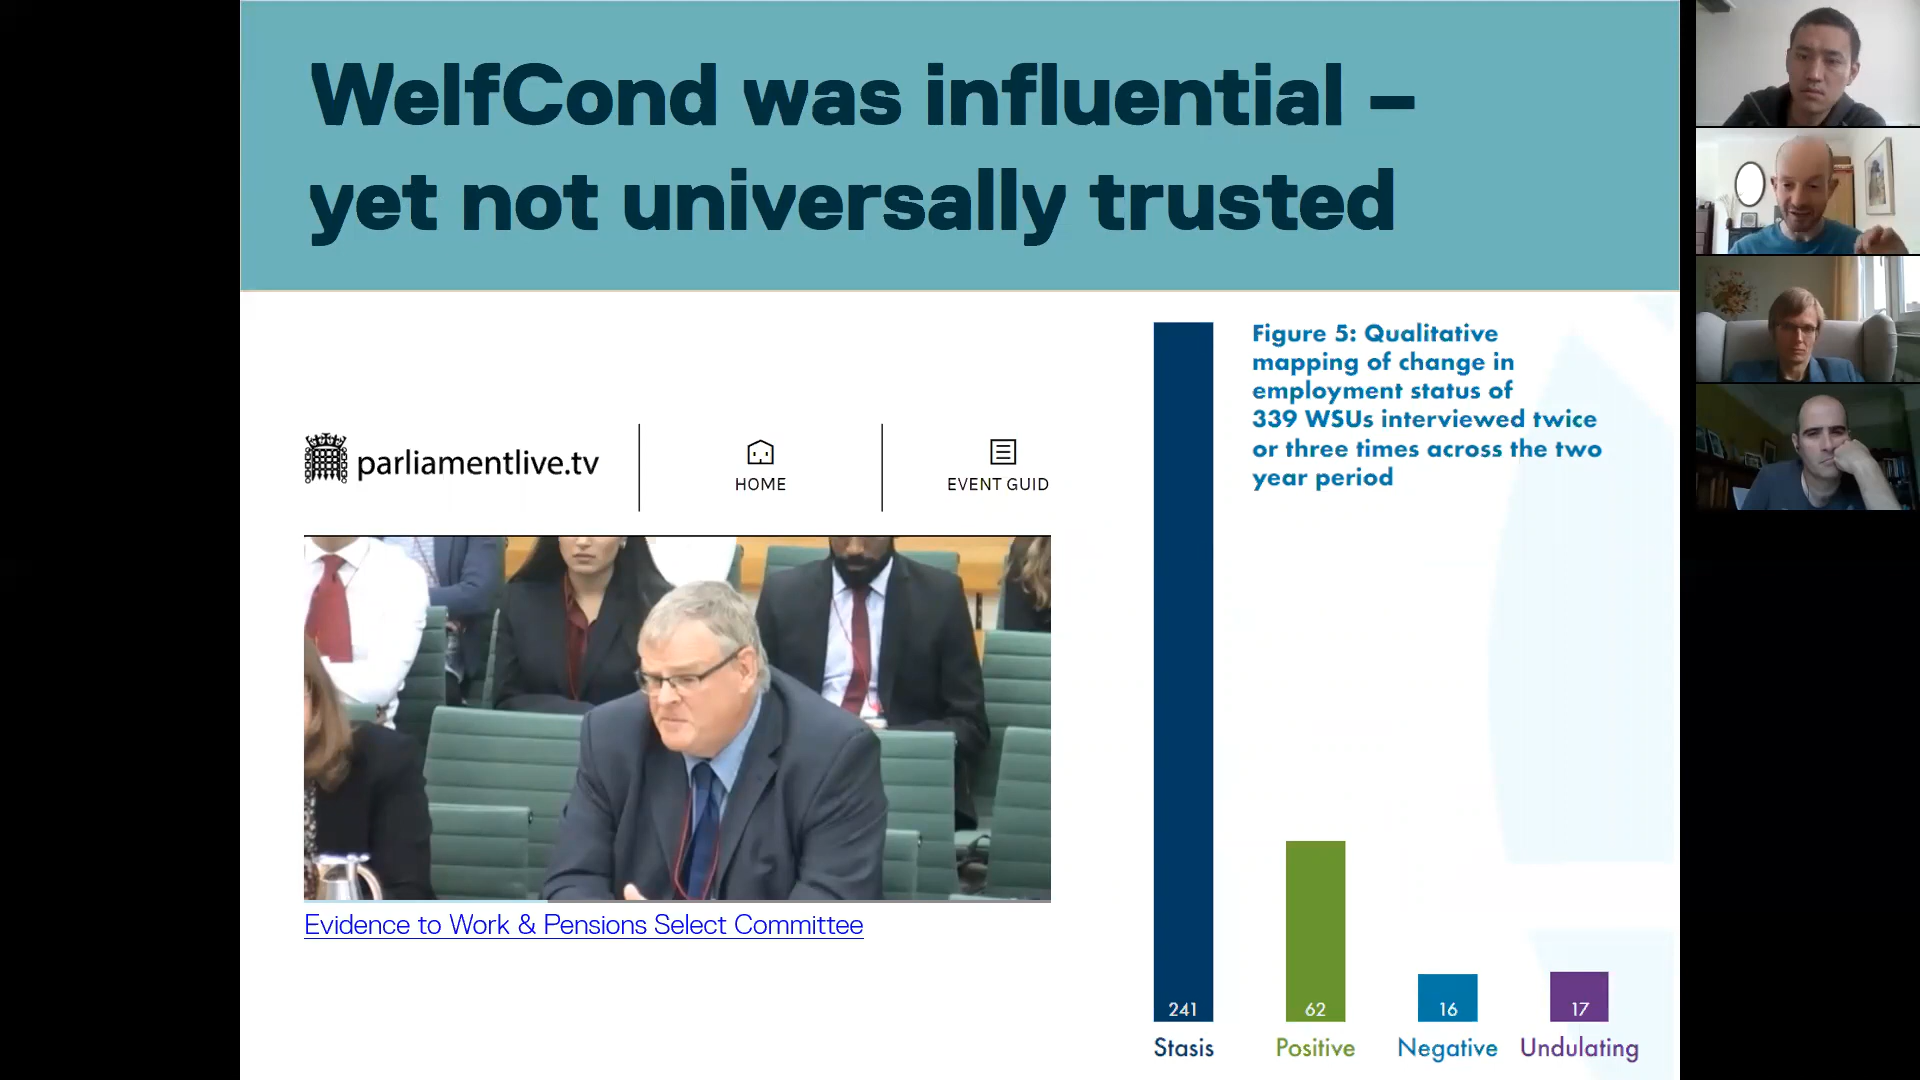 WelfCond was influential –
yet not universally trusted
parliamentlive.tv
HOME
EVENT GUID
Evidence to Work & Pensions Select Committee
Figure 5: Qualitative
mapping of change in
employment status of
339 WSUs interviewed twice
or three times across the two
year period
241
62
16
17
Stasis
Positive
Negative
Undulating